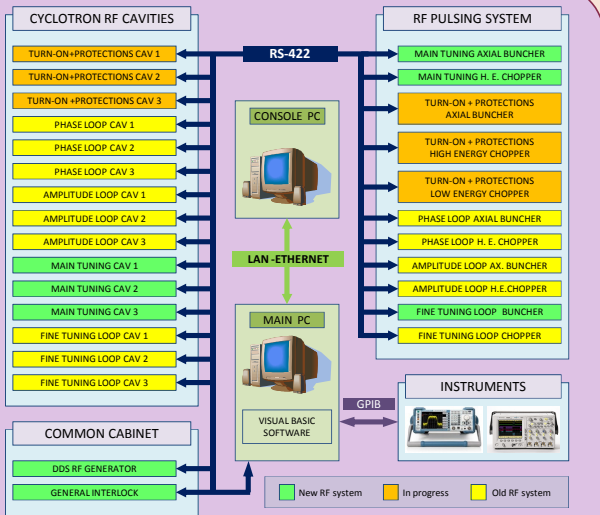 CYCLOTRON RF CAVITIES
TURN-ON+PROTECTIONS CAV 1
TURN-ON+PROTECTIONS CAV 2
TURN-ON+PROTECTIONS CAV 3
PHASE LOOP CAV 1
PHASE LOOP CAV 2
PHASE LOOP CAV 3
AMPLITUDE LOOP CAV 1
AMPLITUDE LOOP CAV 2
AMPLITUDE LOOP CAV 3
MAIN TUNING CAV 1
MAIN TUNING CAV 2
MAIN TUNING CAV 3
FINE TUNING LOOP CAV 1
FINE TUNING LOOP CAV 2
FINE TUNING LOOP CAV 3
COMMON CABINET
DDS RF GENERATOR
GENERAL INTERLOCK
RS-422
CONSOLE PC
LAN -ETHERNET
MAIN PC
VISUAL BASIC
SOFTWARE
RF PULSING SYSTEM
MAIN TUNING AXIAL BUNCHER
MAIN TUNING H. E. CHOPPER
TURN-ON + PROTECTIONS
AXIAL BUNCHER
TURN-ON + PROTECTIONS
HIGH ENERGY CHOPPER
TURN-ON + PROTECTIONS
LOW ENERGY CHOPPER
PHASE LOOP AXIAL BUNCHER
PHASE LOOP H. E. CHOPPER
AMPLITUDE LOOP AX. BUNCHER
AMPLITUDE LOOP H.E.CHOPPER
FINE TUNING LOOP BUNCHER
FINE TUNING LOOP CHOPPER
GPIB
INSTRUMENTS
New RF system
In progress
Old RF system